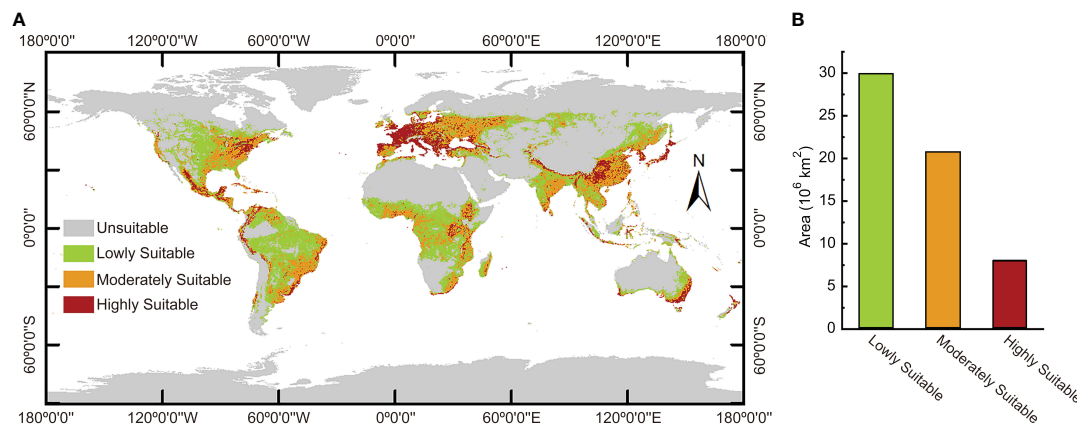 A
B
180º0'0" 120º0'0"W 60º0'0"W 0º0'0" 60º0'0"E 120º0'0"E 180º0'0
60º0'0"N
0º0'0"
60º0'0"S
60º0'0"N
0º0'0"
60º0'0"S
N
Unsuitable
Lowly Suitable
Moderately Suitable
Highly Suitable
180º0'0" 120º0'0"W 60º0'0"W 0º0'0" 60º0'0"E 120º0'0"E 180º0'0"
Area (10⁶ km²)
30
20
10
5
0
Lowly Suitable
Moderately Suitable
Highly Suitable